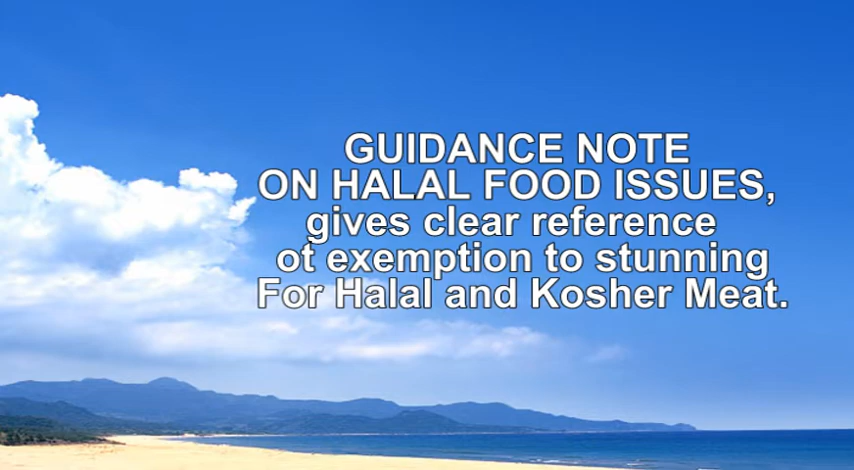 GUIDANCE NOTE
ON HALAL FOOD ISSUES,
gives clear reference
ot exemption to stunning
For Halal and Kosher Meat.